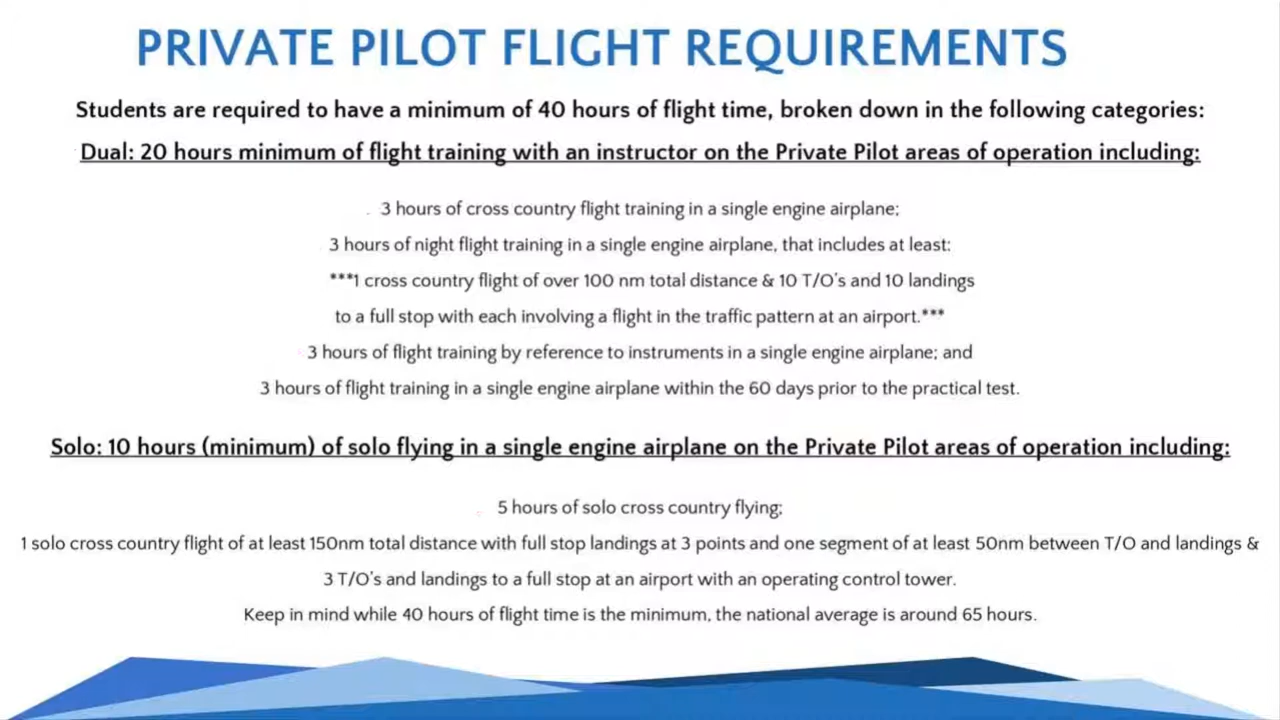 PRIVATE PILOT FLIGHT REQUIREMENTS
Students are required to have a minimum of 40 hours of flight time, broken down in the following categories:
Dual: 20 hours minimum of flight training with an instructor on the Private Pilot areas of operation including:
3 hours of cross country flight training in a single engine airplane;
3 hours of night flight training in a single engine airplane, that includes at least:
***1 cross country flight of over 100 nm total distance & 10 T/O's and 10 landings
to a full stop with each involving a flight in the traffic pattern at an airport.***
3 hours of flight training by reference to instruments in a single engine airplane; and
3 hours of flight training in a single engine airplane within the 60 days prior to the practical test.
Solo: 10 hours (minimum) of solo flying in a single engine airplane on the Private Pilot areas of operation including:
5 hours of solo cross country flying;
1 solo cross country flight of at least 150nm total distance with full stop landings at 3 points and one segment of at least 50nm between T/O and landings &
3 T/O's and landings to a full stop at an airport with an operating control tower.
Keep in mind while 40 hours of flight time is the minimum, the national average is around 65 hours.